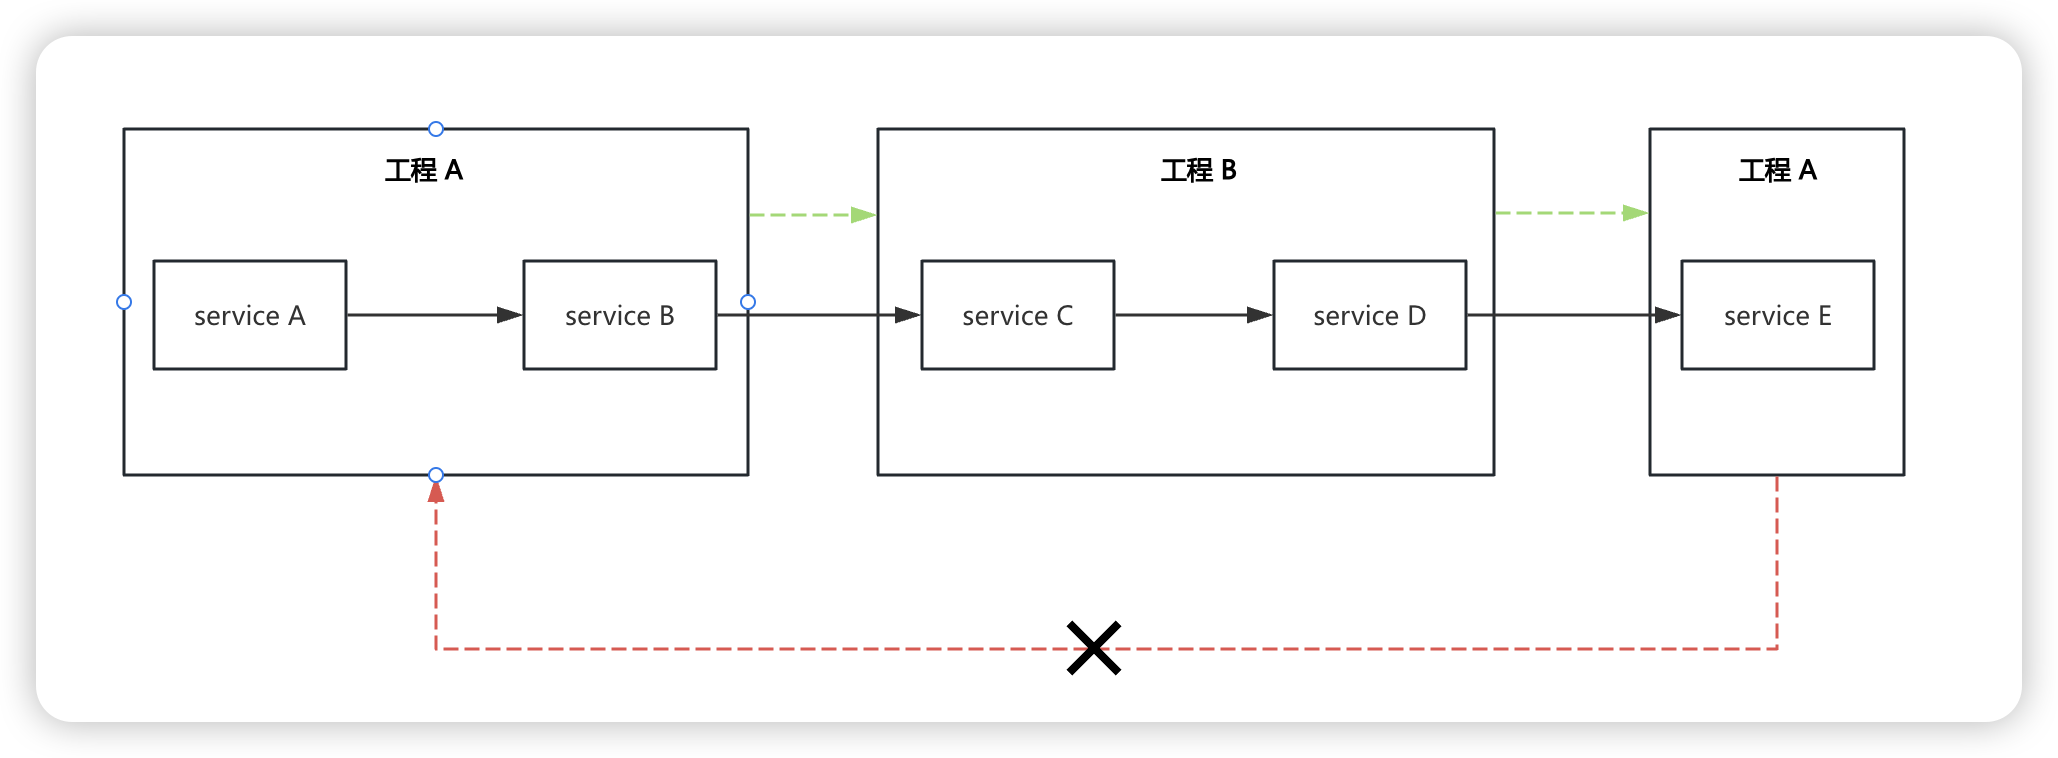 工程 A
工程 B
工程 A
service A
service B
service C
service D
service E